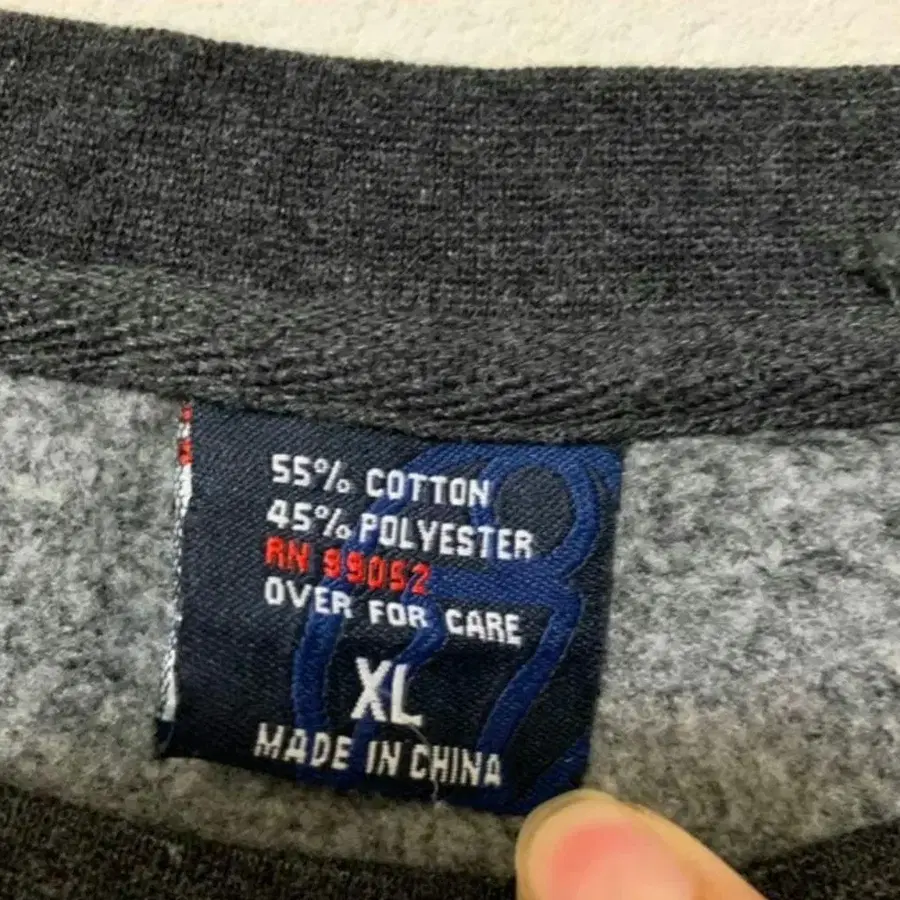 55% COTTON
45% POLYESTER
RN 99052
OVER FOR CARE
XL
MADE IN CHINA